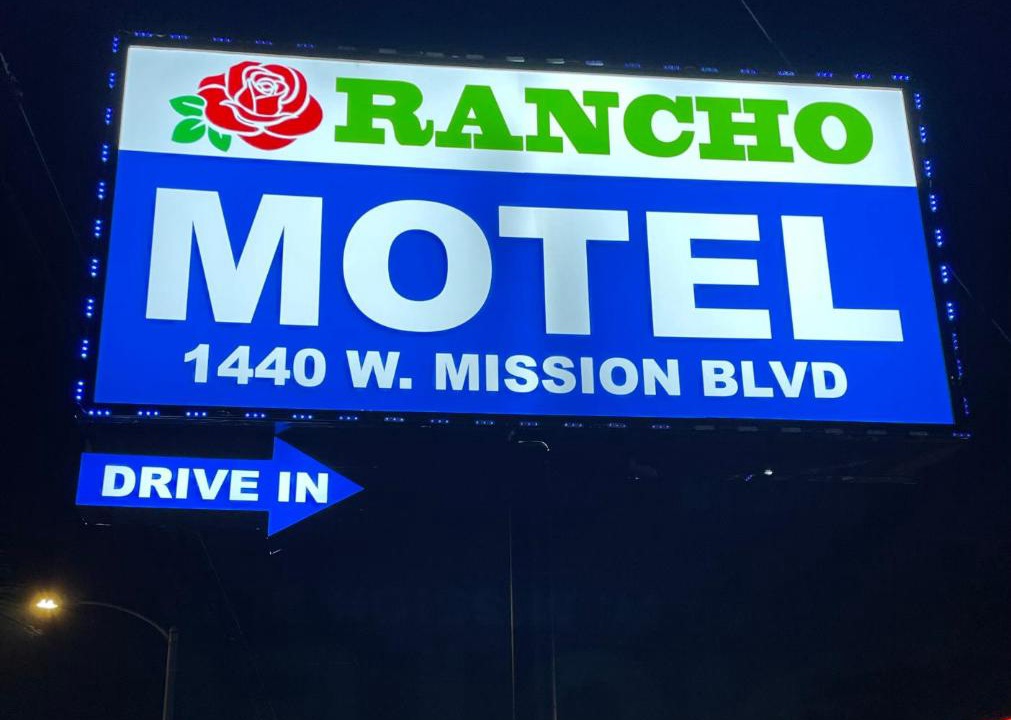 RANCHO
MOTEL
1440 W. MISSION BLVD
DRIVE IN